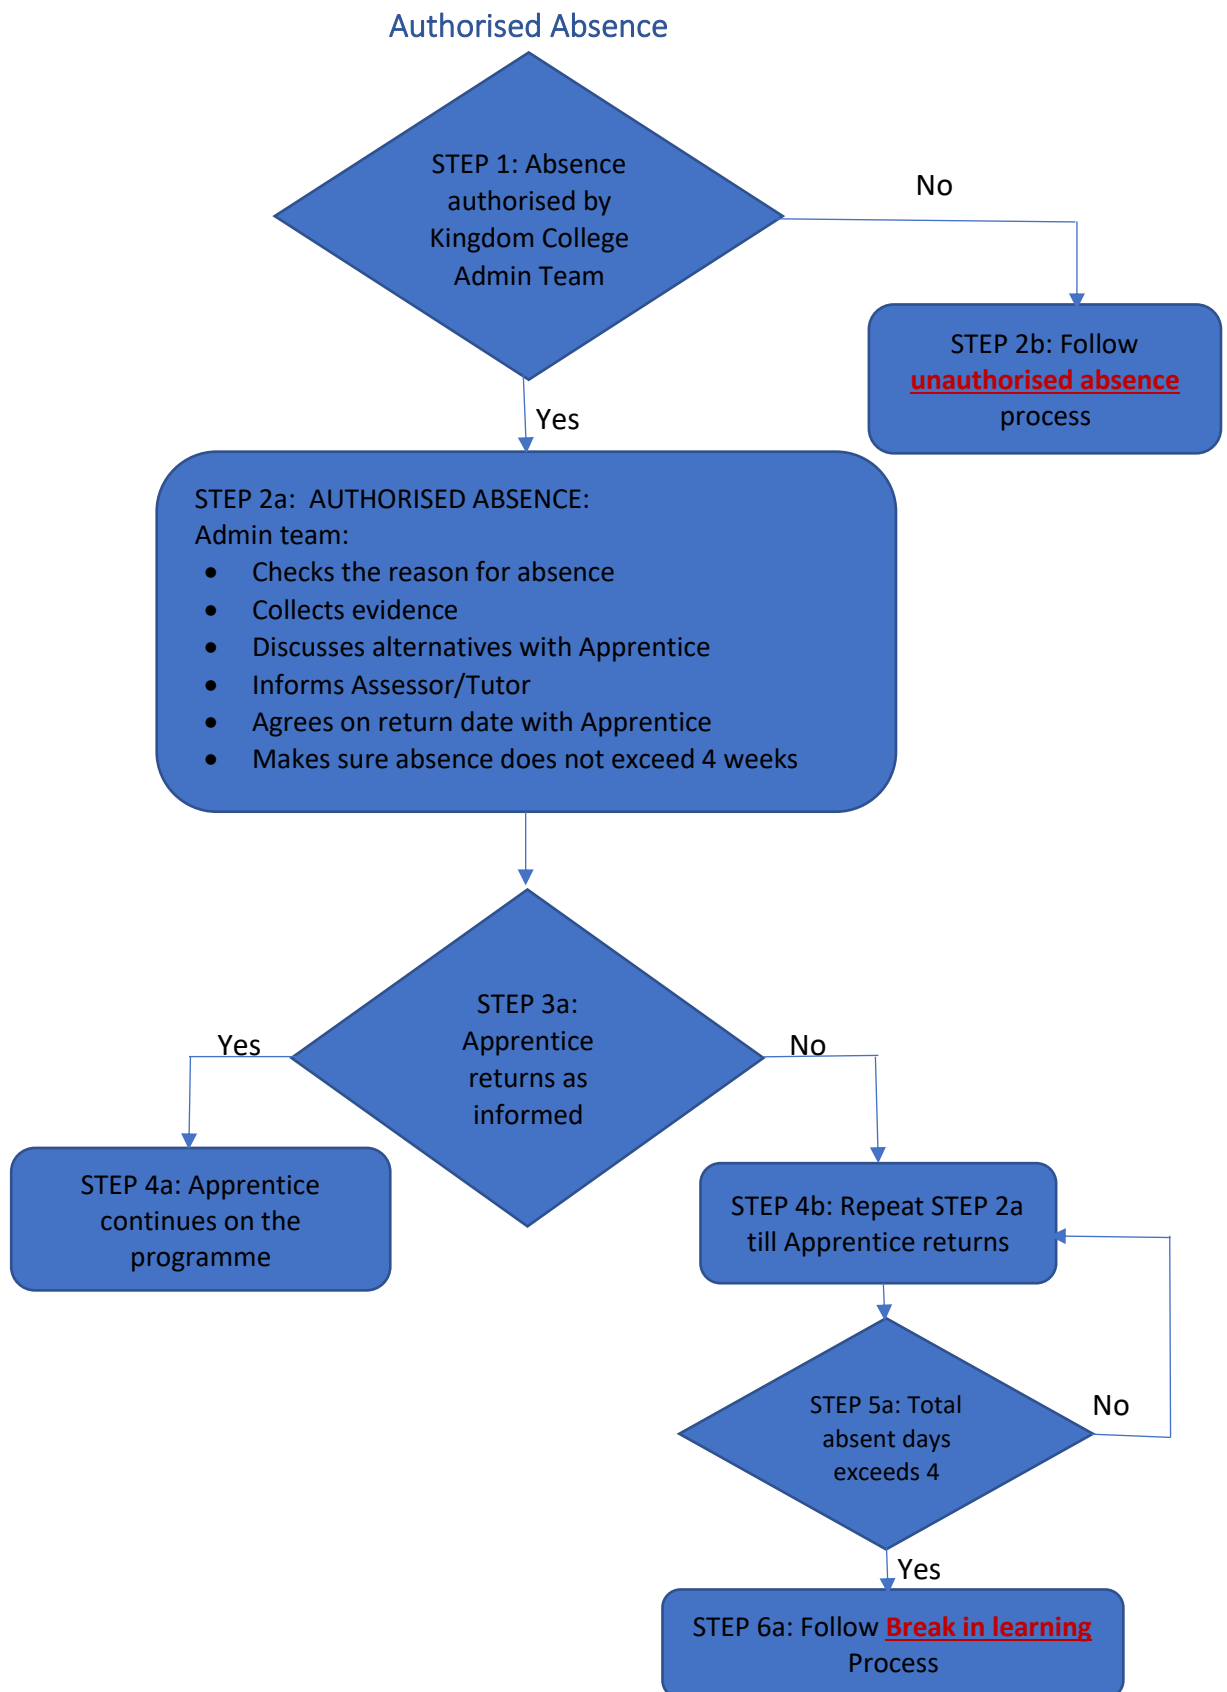 Authorised Absence
STEP 1: Absence
authorised by
Kingdom College
Admin Team
No
STEP 2b: Follow
unauthorised absence
process
Yes
STEP 2a:  AUTHORISED ABSENCE:
Admin team:
• Checks the reason for absence
• Collects evidence
• Discusses alternatives with Apprentice
• Informs Assessor/Tutor
• Agrees on return date with Apprentice
• Makes sure absence does not exceed 4 weeks
STEP 3a:
Apprentice
returns as
informed
Yes
No
STEP 4a: Apprentice
continues on the
programme
STEP 4b: Repeat STEP 2a
till Apprentice returns
STEP 5a: Total
absent days
exceeds 4
No
Yes
STEP 6a: Follow Break in learning
Process